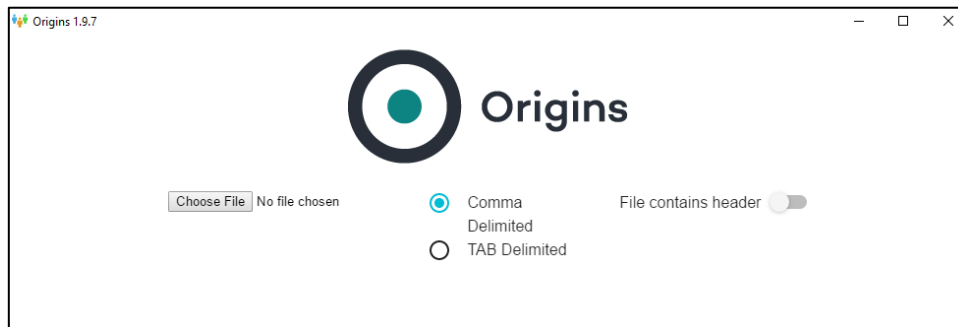 Origins 1.9.7
Origins
Choose File No file chosen
Comma
Delimited
TAB Delimited
File contains header